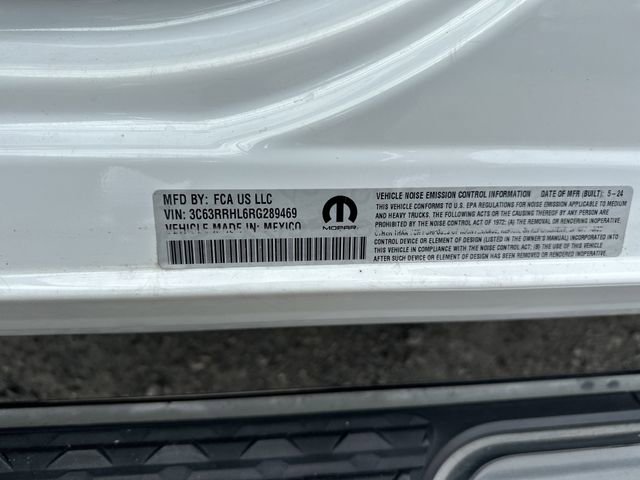 MFD BY: FCA US LLC
VIN: 3C63RRHL6RG289469
VEHICLE MADE IN: MEXICO
MOPAR
VEHICLE NOISE EMISSION CONTROL INFORMATION DATE OF MFR (BUILT): 5-24
THIS VEHICLE CONFORMS TO U.S. EPA REGULATIONS FOR NOISE EMISSION APPLICABLE TO MEDIUM
AND HEAVY TRUCKS. THE FOLLOWING ACTS OR THE CAUSING THEREOF BY ANY PERSON ARE
PROHIBITED BY THE NOISE CONTROL ACT OF 1972: (A) THE REMOVAL OR RENDERING INOPERATIVE,
OTHER THAN FOR
OR ELEMENT OF DESIGN (LISTED IN THE OWNER'S MANUAL) INCORPORATED INTO
THIS VEHICLE IN COMPLIANCE WITH THE NOISE CONTROL ACT; (B) THE USE OF THIS VEHICLE
AFTER SUCH DEVICE OR ELEMENT OF DESIGN HAS BEEN REMOVED OR RENDERED INOPERATIVE.